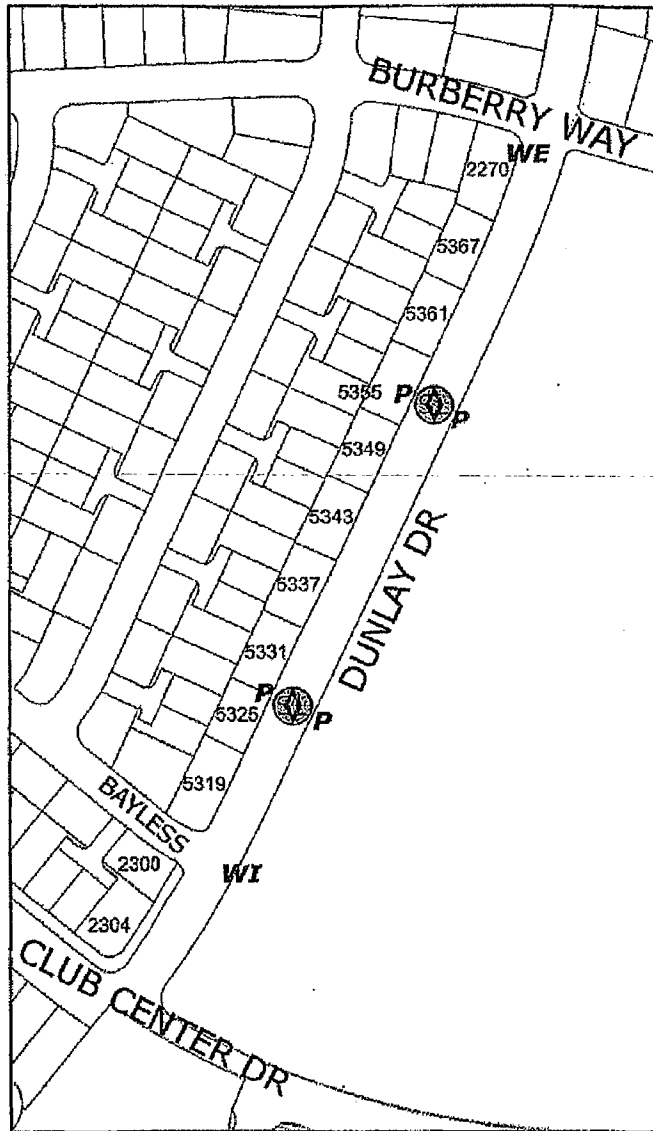 BURBERRY WAY
WE
2270
5367
5361
5355
P
P
5349
5343
DUNLAY DR
5337
5331
P
P
5325
5319
BAYLESS
2300
WI
2304
CLUB CENTER DR